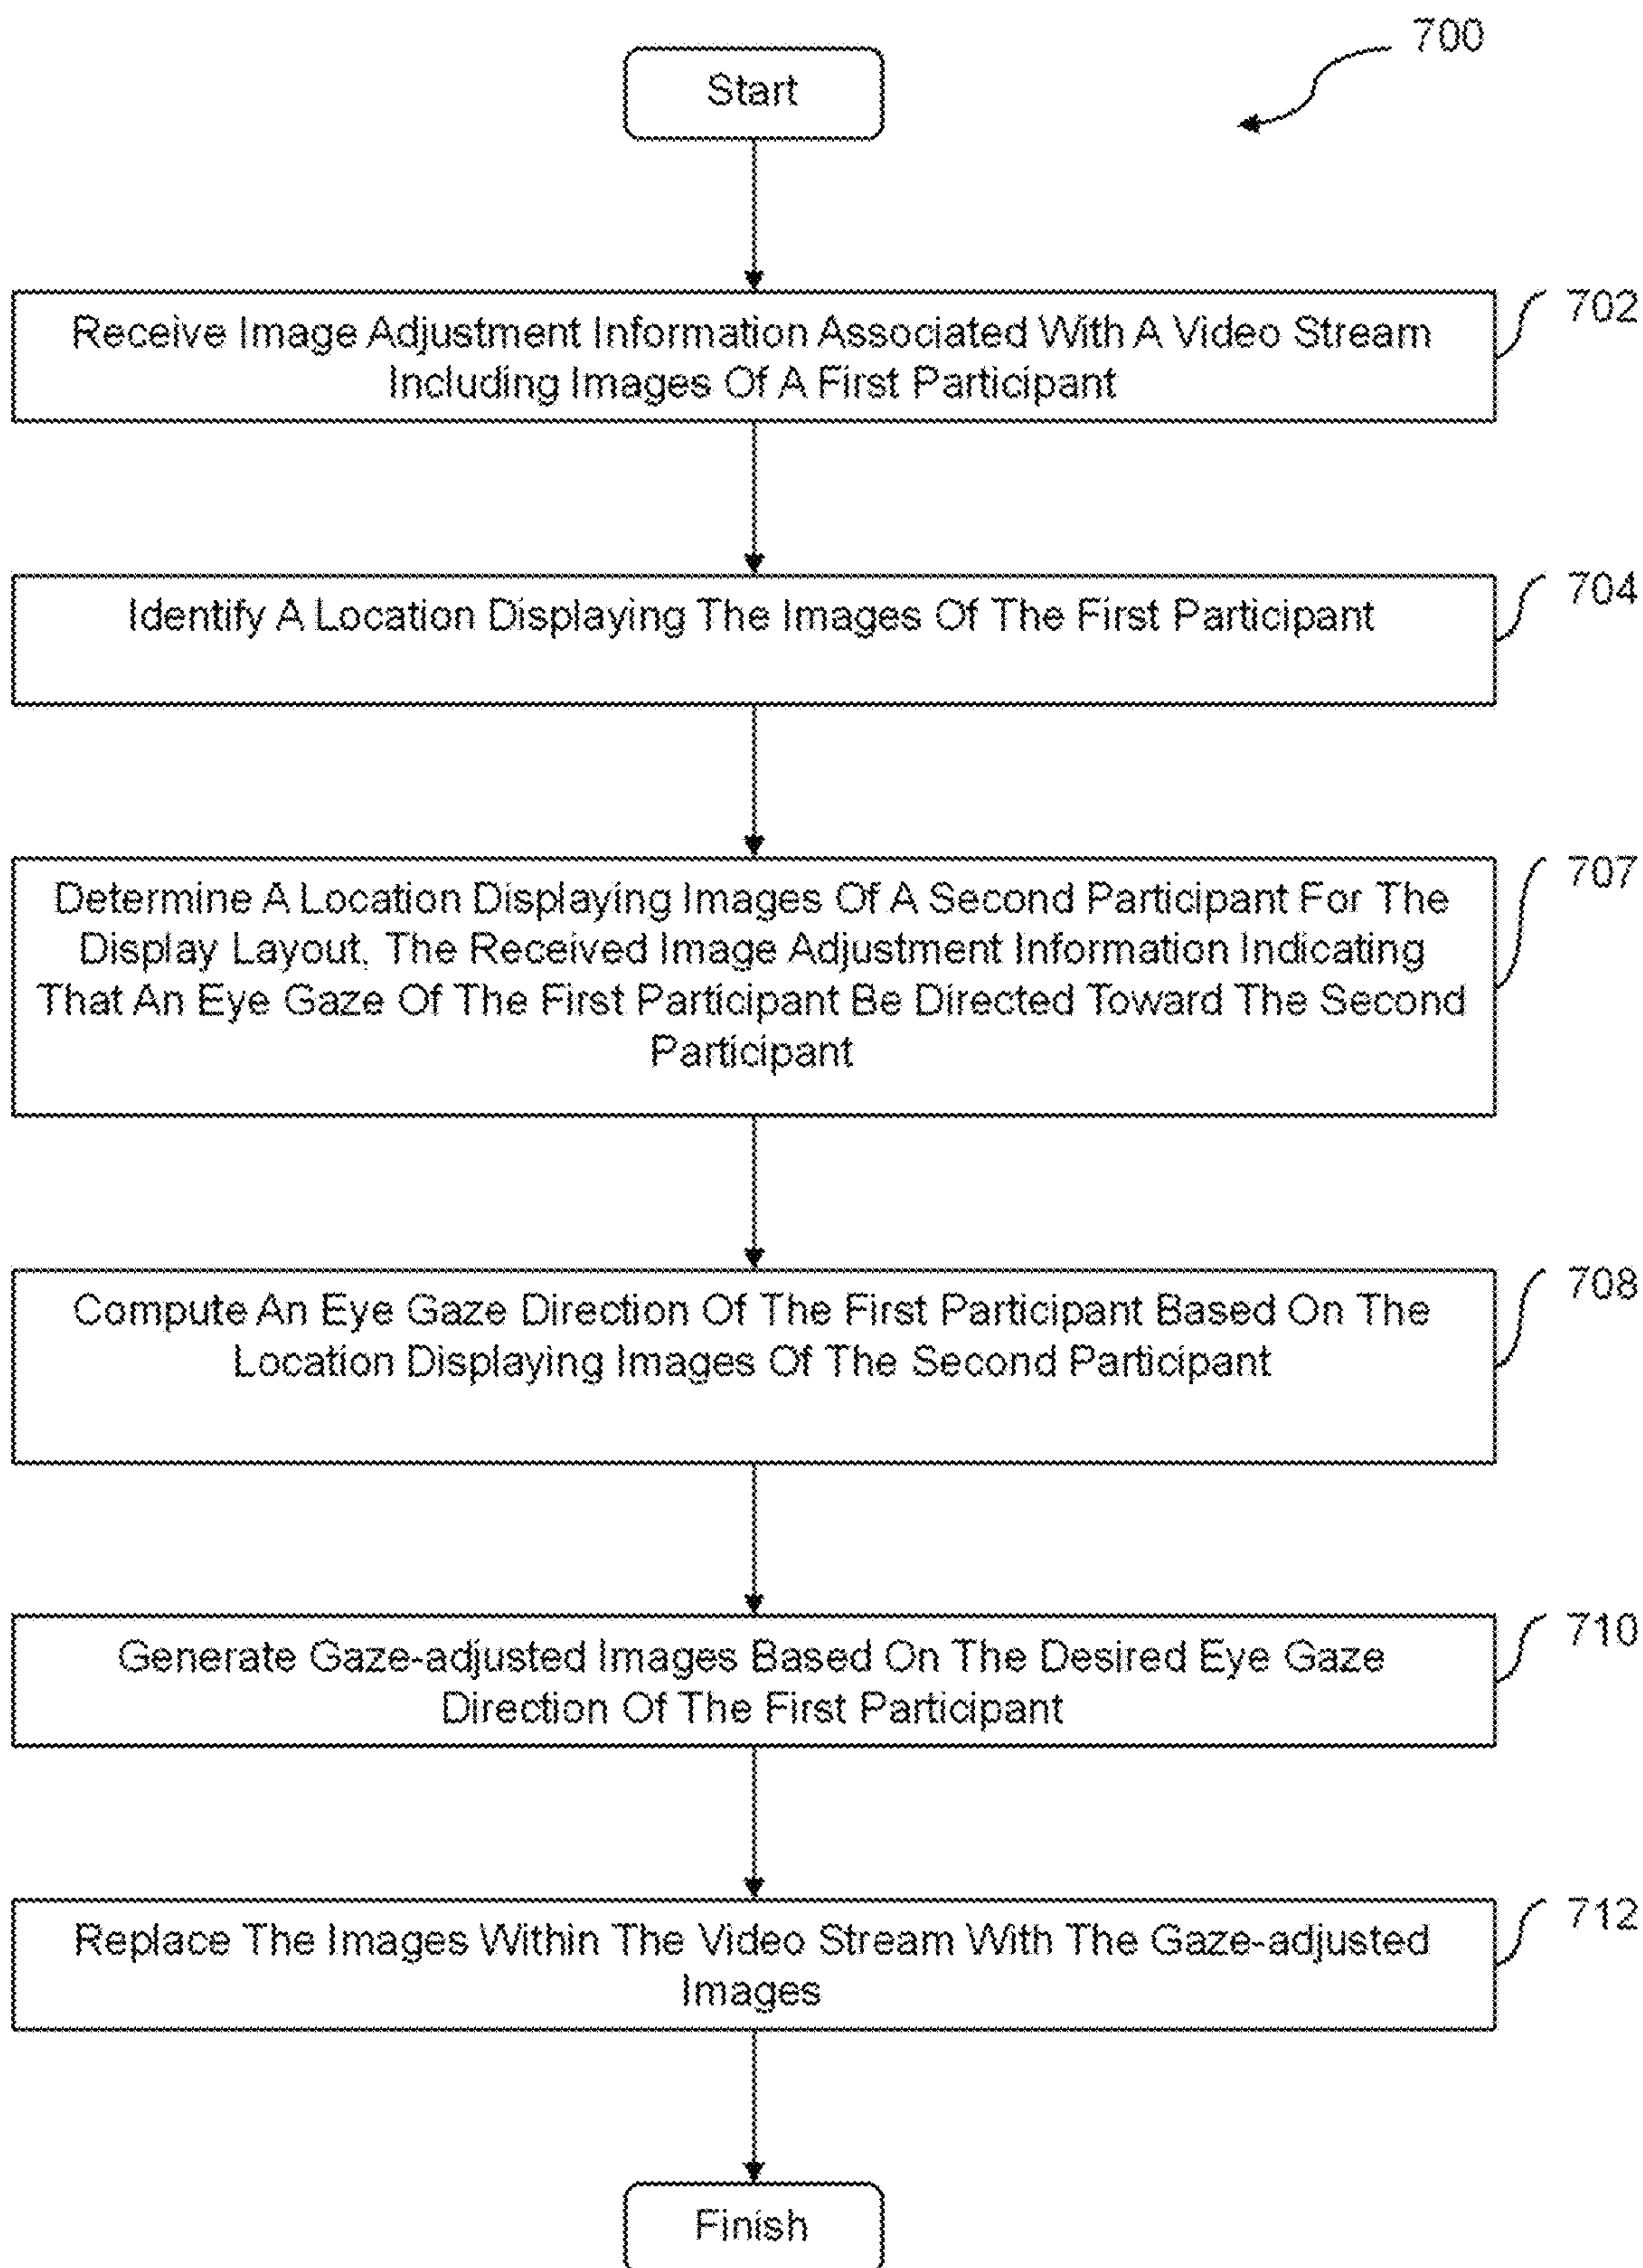 700
Start
702
Receive Image Adjustment Information Associated With A Video Stream
Including Images Of A First Participant
704
Identify A Location Displaying The Images Of The First Participant
707
Determine A Location Displaying Images Of A Second Participant For The
Display Layout, The Received Image Adjustment Information Indicating
That An Eye Gaze Of The First Participant Be Directed Toward The Second
Participant
708
Compute An Eye Gaze Direction Of The First Participant Based On The
Location Displaying Images Of The Second Participant
710
Generate Gaze-adjusted Images Based On The Desired Eye Gaze
Direction Of The First Participant
712
Replace The Images Within The Video Stream With The Gaze-adjusted
Images
Finish